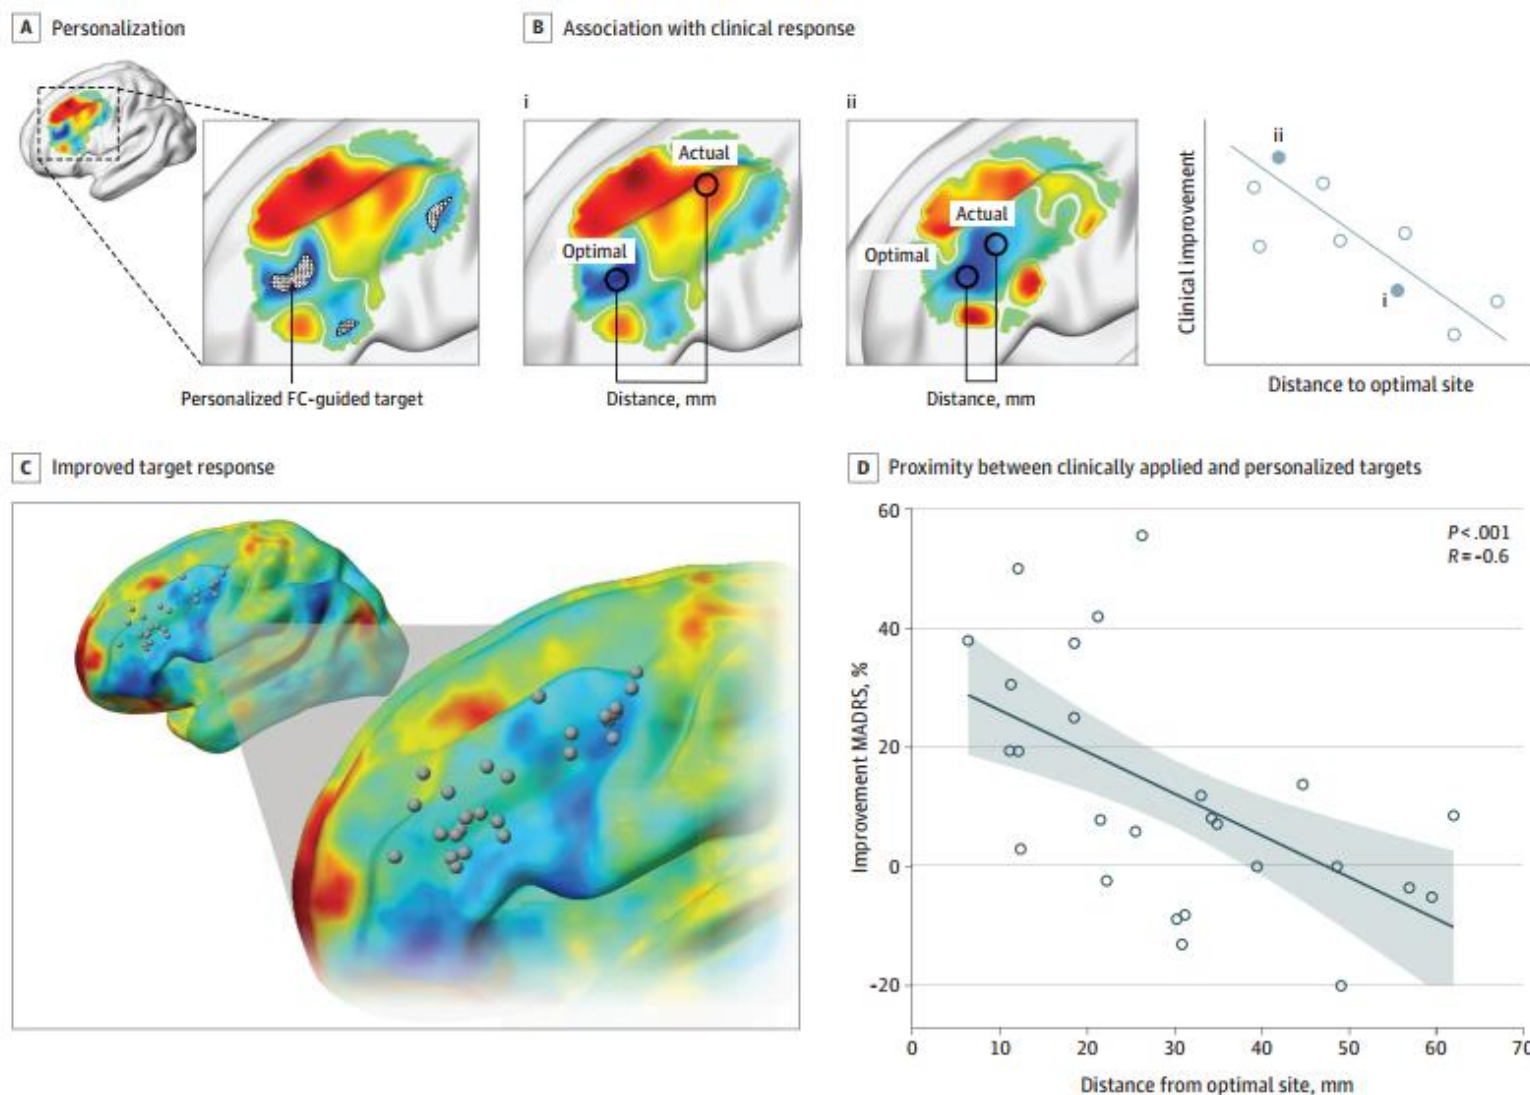 A Personalization
B Association with clinical response
i
ii
Actual
Optimal
Actual
Optimal
ii
i
Clinical improvement
Personalized FC-guided target
Distance, mm
Distance, mm
Distance to optimal site
C Improved target response
D Proximity between clinically applied and personalized targets
P < .001
R = -0.6
Improvement MADRS, %
60
40
20
0
-20
0 10 20 30 40 50 60 70
Distance from optimal site, mm